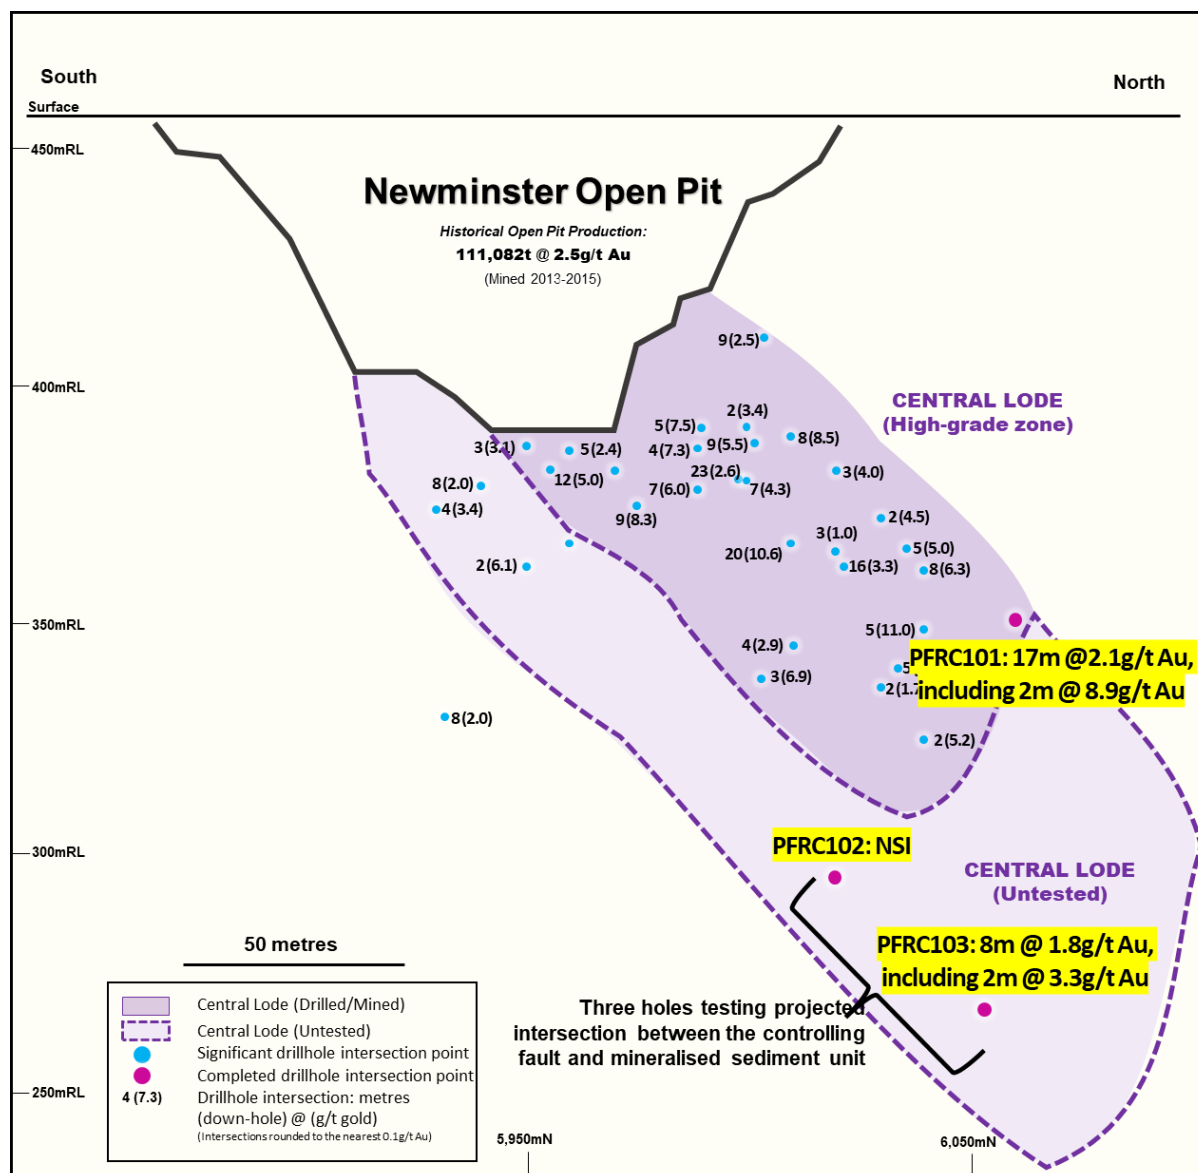 South
North
Surface
450mRL
Newminster Open Pit
Historical Open Pit Production:
111,082t @ 2.5g/t Au
(Mined 2013-2015)
9(2.5)
400mRL
CENTRAL LODE
(High-grade zone)
2(3.4)
5(7.5)
8(8.5)
3(3.1)
5(2.4)
4(7.3)
9(5.5)
12(5.0)
23(2.6)
3(4.0)
8(2.0)
7(6.0)
7(4.3)
4(3.4)
9(8.3)
2(4.5)
3(1.0)
20(10.6)
5(5.0)
2(6.1)
16(3.3)
8(6.3)
350mRL
5(11.0)
4(2.9)
PFRC101: 17m @2.1g/t Au,
including 2m @ 8.9g/t Au
5
3(6.9)
2(1.7
8(2.0)
2(5.2)
300mRL
PFRC102: NSI
CENTRAL LODE
(Untested)
PFRC103: 8m @ 1.8g/t Au,
including 2m @ 3.3g/t Au
50 metres
Three holes testing projected
intersection between the controlling
fault and mineralised sediment unit
Central Lode (Drilled/Mined)
Central Lode (Untested)
Significant drillhole intersection point
Completed drillhole intersection point
4 (7.3) Drillhole intersection: metres
(down-hole) @ (g/t gold)
(Intersections rounded to the nearest 0.1g/t Au)
250mRL
5,950mN
6,050mN